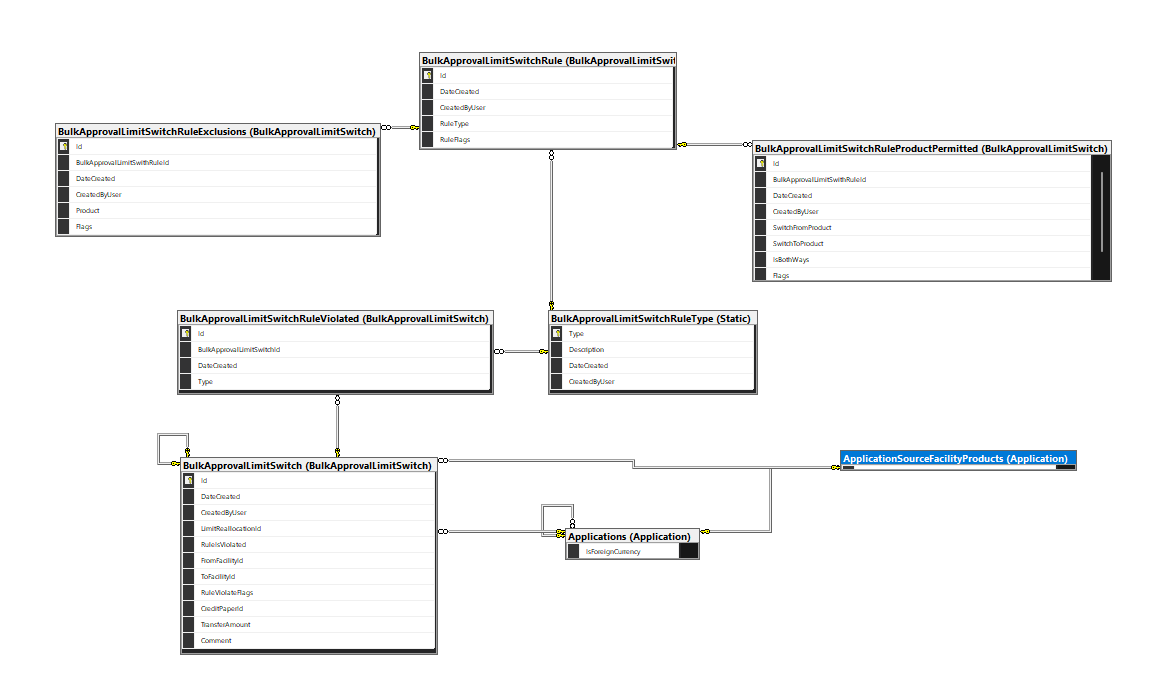 BulkApprovalLimitSwitchRule (BulkApprovalLimitSwit
Id
DateCreated
CreatedByUser
RuleType
RuleFlags
BulkApprovalLimitSwitchRuleExclusions (BulkApprovalLimitSwitch)
Id
BulkApprovalLimitSwithRuleId
DateCreated
CreatedByUser
Product
Flags
BulkApprovalLimitSwitchRuleProductPermitted (BulkApprovalLimitSwitch)
Id
BulkApprovalLimitSwithRuleId
DateCreated
CreatedByUser
SwitchFromProduct
SwitchToProduct
IsBothWays
Flags
BulkApprovalLimitSwitchRuleViolated (BulkApprovalLimitSwitch)
Id
BulkApprovalLimitSwitchId
DateCreated
Type
BulkApprovalLimitSwitchRuleType (Static)
Type
Description
DateCreated
CreatedByUser
BulkApprovalLimitSwitch (BulkApprovalLimitSwitch)
Id
DateCreated
CreatedByUser
LimitReallocationId
RuleIsViolated
FromFacilityId
ToFacilityId
RuleViolateFlags
CreditPaperId
TransferAmount
Comment
ApplicationSourceFacilityProducts (Application)
Applications (Application)
IsForeignCurrency